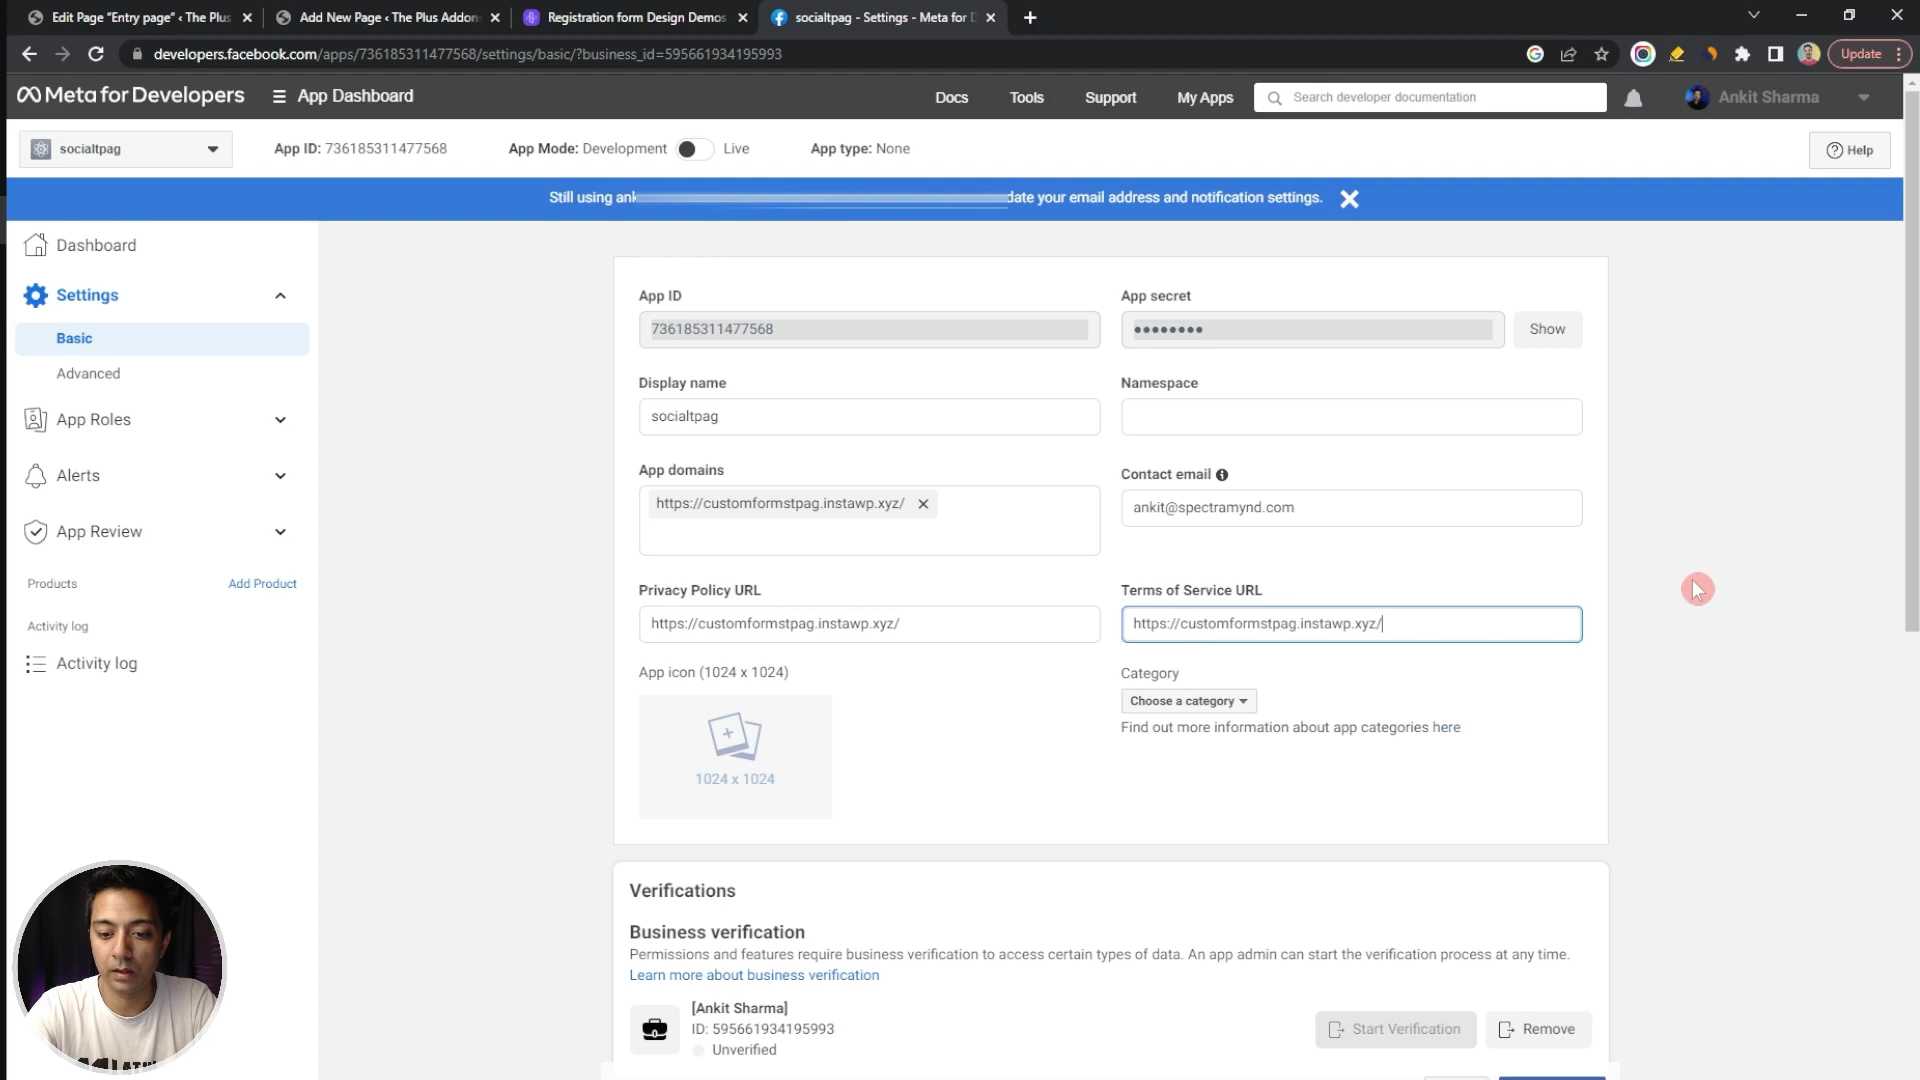 Edit Page "Entry page" ‹ The Plus
Add New Page ‹ The Plus Addon
Registration form Design Demos
socialtpag - Settings - Meta for D
developers.facebook.com/apps/736185311477568/settings/basic/?business_id=595661934195993
Update
Meta for Developers
App Dashboard
Docs
Tools
Support
My Apps
Search developer documentation
Ankit Sharma
socialtpag
App ID: 736185311477568
App Mode: Development
Live
App type: None
Help
Still using ank
date your email address and notification settings.
Dashboard
Settings
Basic
Advanced
App Roles
Alerts
App Review
Products
Add Product
Activity log
Activity log
App ID
736185311477568
App secret
••••••••
Show
Display name
socialtpag
Namespace
App domains
https://customformstpag.instawp.xyz/
Contact email
ankit@spectramynd.com
Privacy Policy URL
https://customformstpag.instawp.xyz/
Terms of Service URL
https://customformstpag.instawp.xyz/
App icon (1024 x 1024)
1024 x 1024
Category
Choose a category
Find out more information about app categories here
Verifications
Business verification
Permissions and features require business verification to access certain types of data. An app admin can start the verification process at any time.
Learn more about business verification
[Ankit Sharma]
ID: 595661934195993
Unverified
Start Verification
Remove